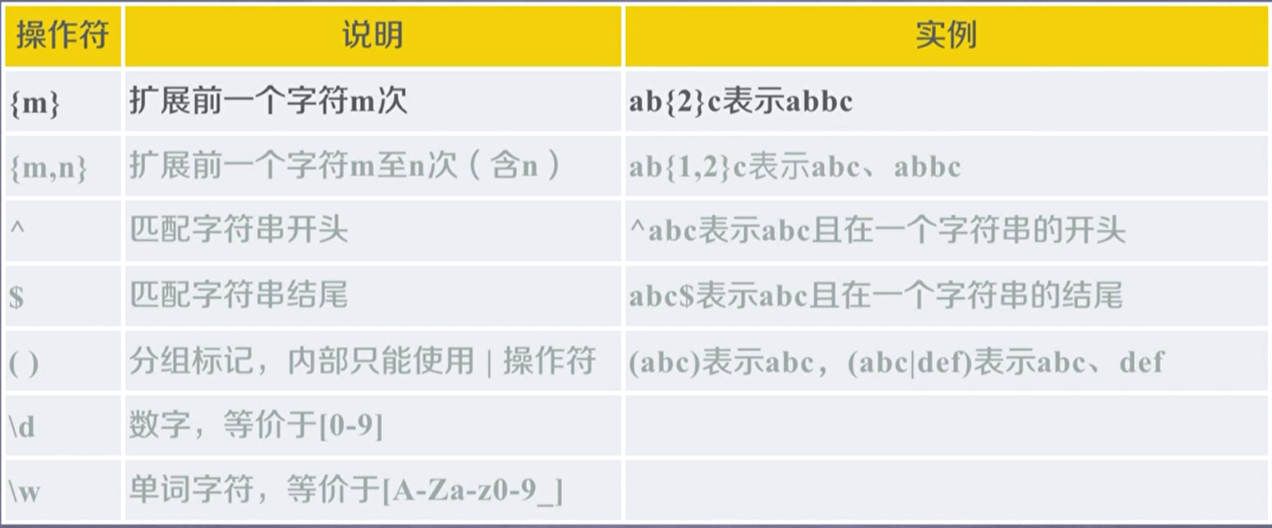 操作符 说明 实例
{m} 扩展前一个字符m次 ab{2}c表示abbc
{m,n} 扩展前一个字符m至n次（含n） ab{1,2}c表示abc、abbc
^ 匹配字符串开头 ^abc表示abc且在一个字符串的开头
$ 匹配字符串结尾 abc$表示abc且在一个字符串的结尾
( ) 分组标记，内部只能使用 | 操作符 (abc)表示abc，(abc|def)表示abc、def
\d 数字，等价于[0-9]
\w 单词字符，等价于[A-Za-z0-9_]